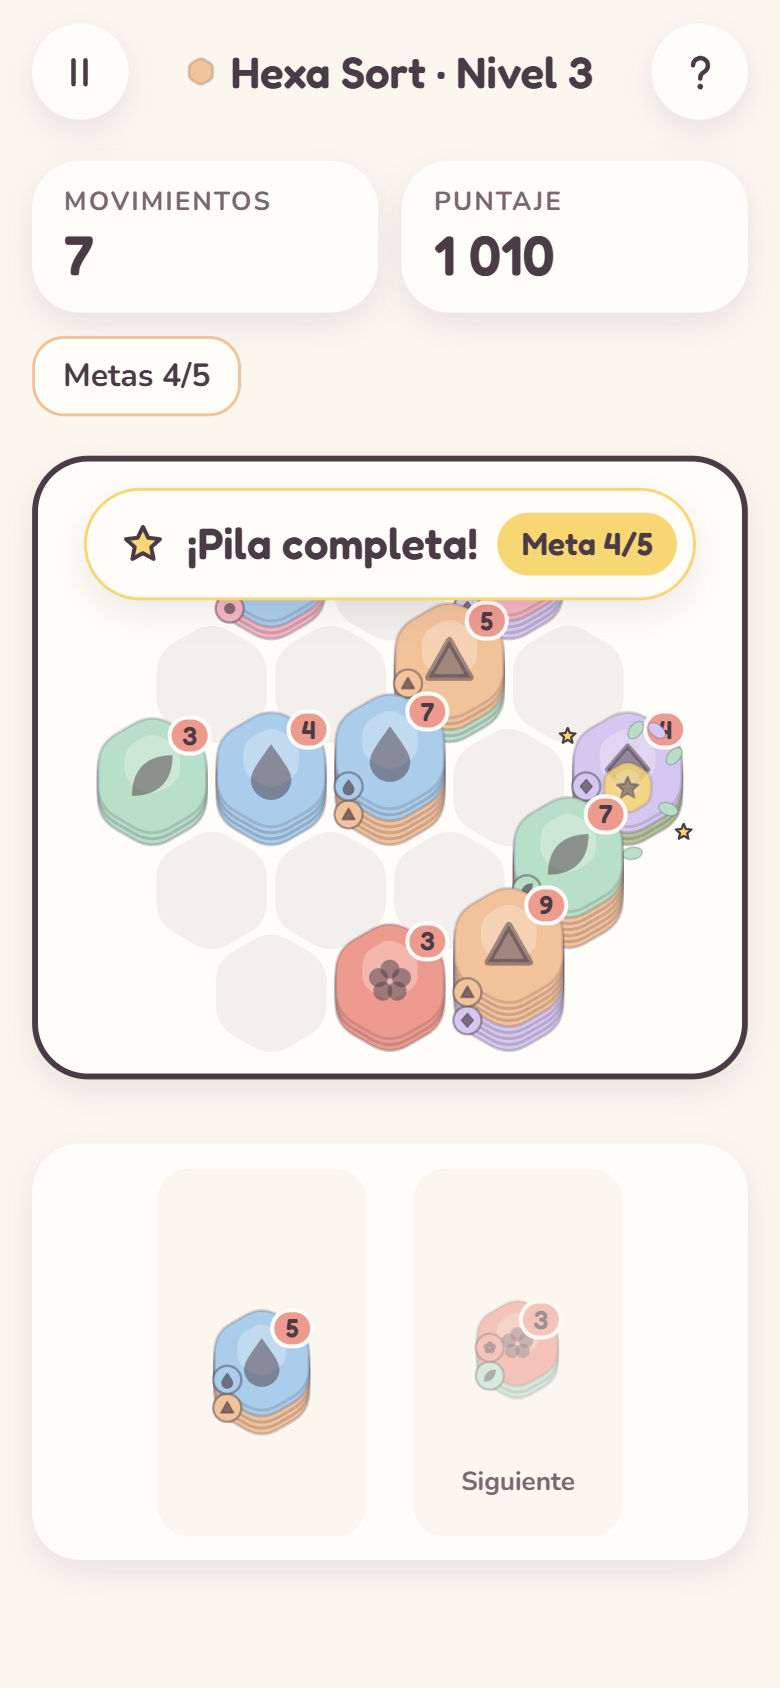 Hexa Sort · Nivel 3
?
MOVIMIENTOS
7
PUNTAJE
1 010
Metas 4/5
¡Pila completa!
Meta 4/5
5
7
4
3
4
7
9
3
5
3
Siguiente